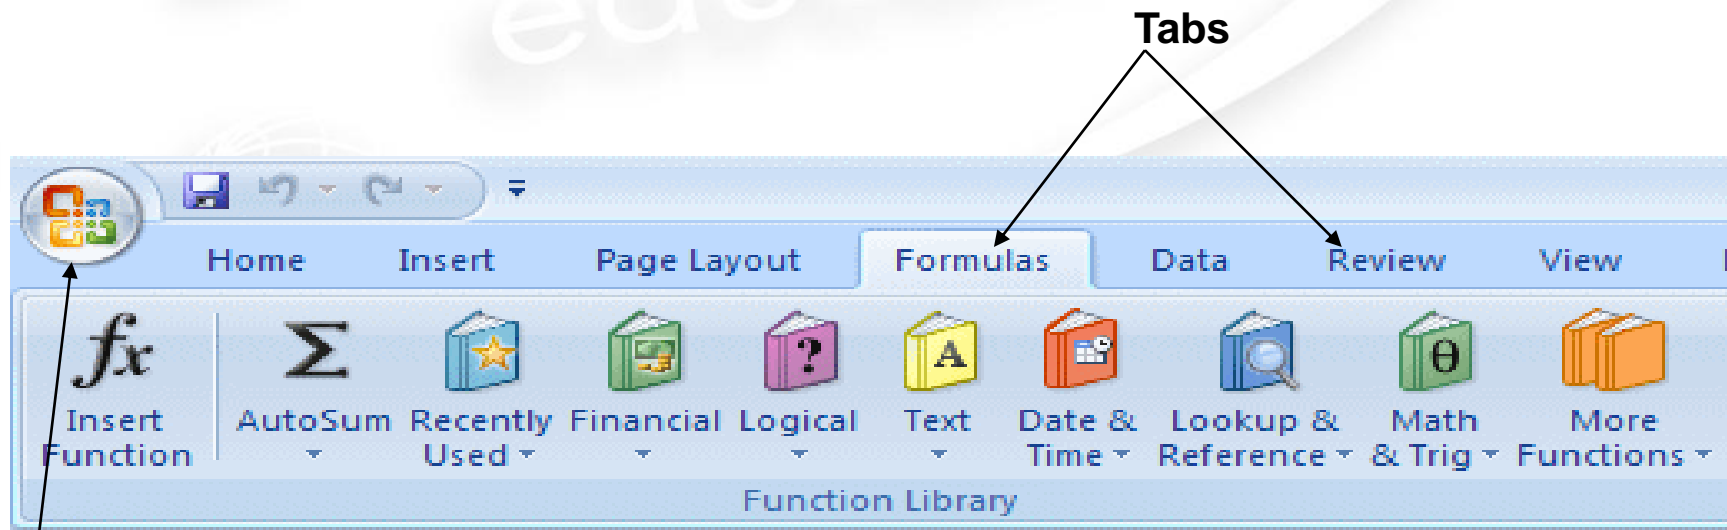 Tabs
Home Insert Page Layout Formulas Data Review View
fx Σ ? A θ
Insert Function
AutoSum
Recently Used
Financial
Logical
Text
Date & Time
Lookup & Reference
Math & Trig
More Functions
Function Library